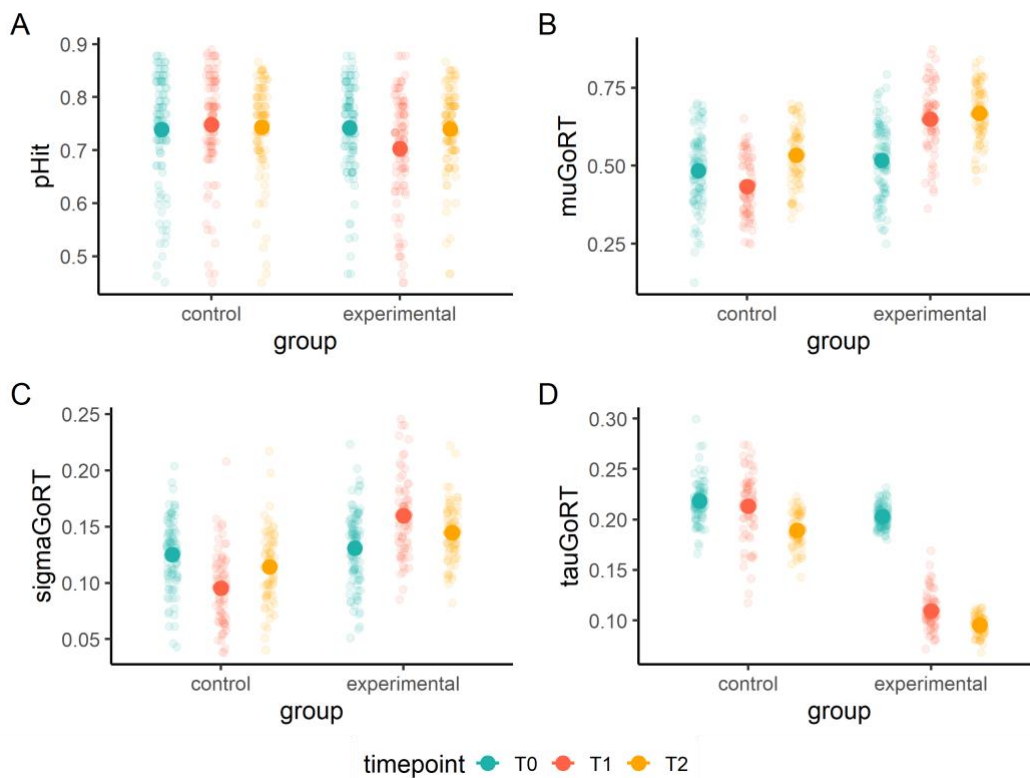 A
0.9
0.8
0.7
0.6
0.5
pHit
control experimental
group
B
0.75
0.50
0.25
muGoRT
control experimental
group
C
0.25
0.20
0.15
0.10
0.05
sigmaGoRT
control experimental
group
D
0.30
0.25
0.20
0.15
0.10
tauGoRT
control experimental
group
timepoint T0 T1 T2